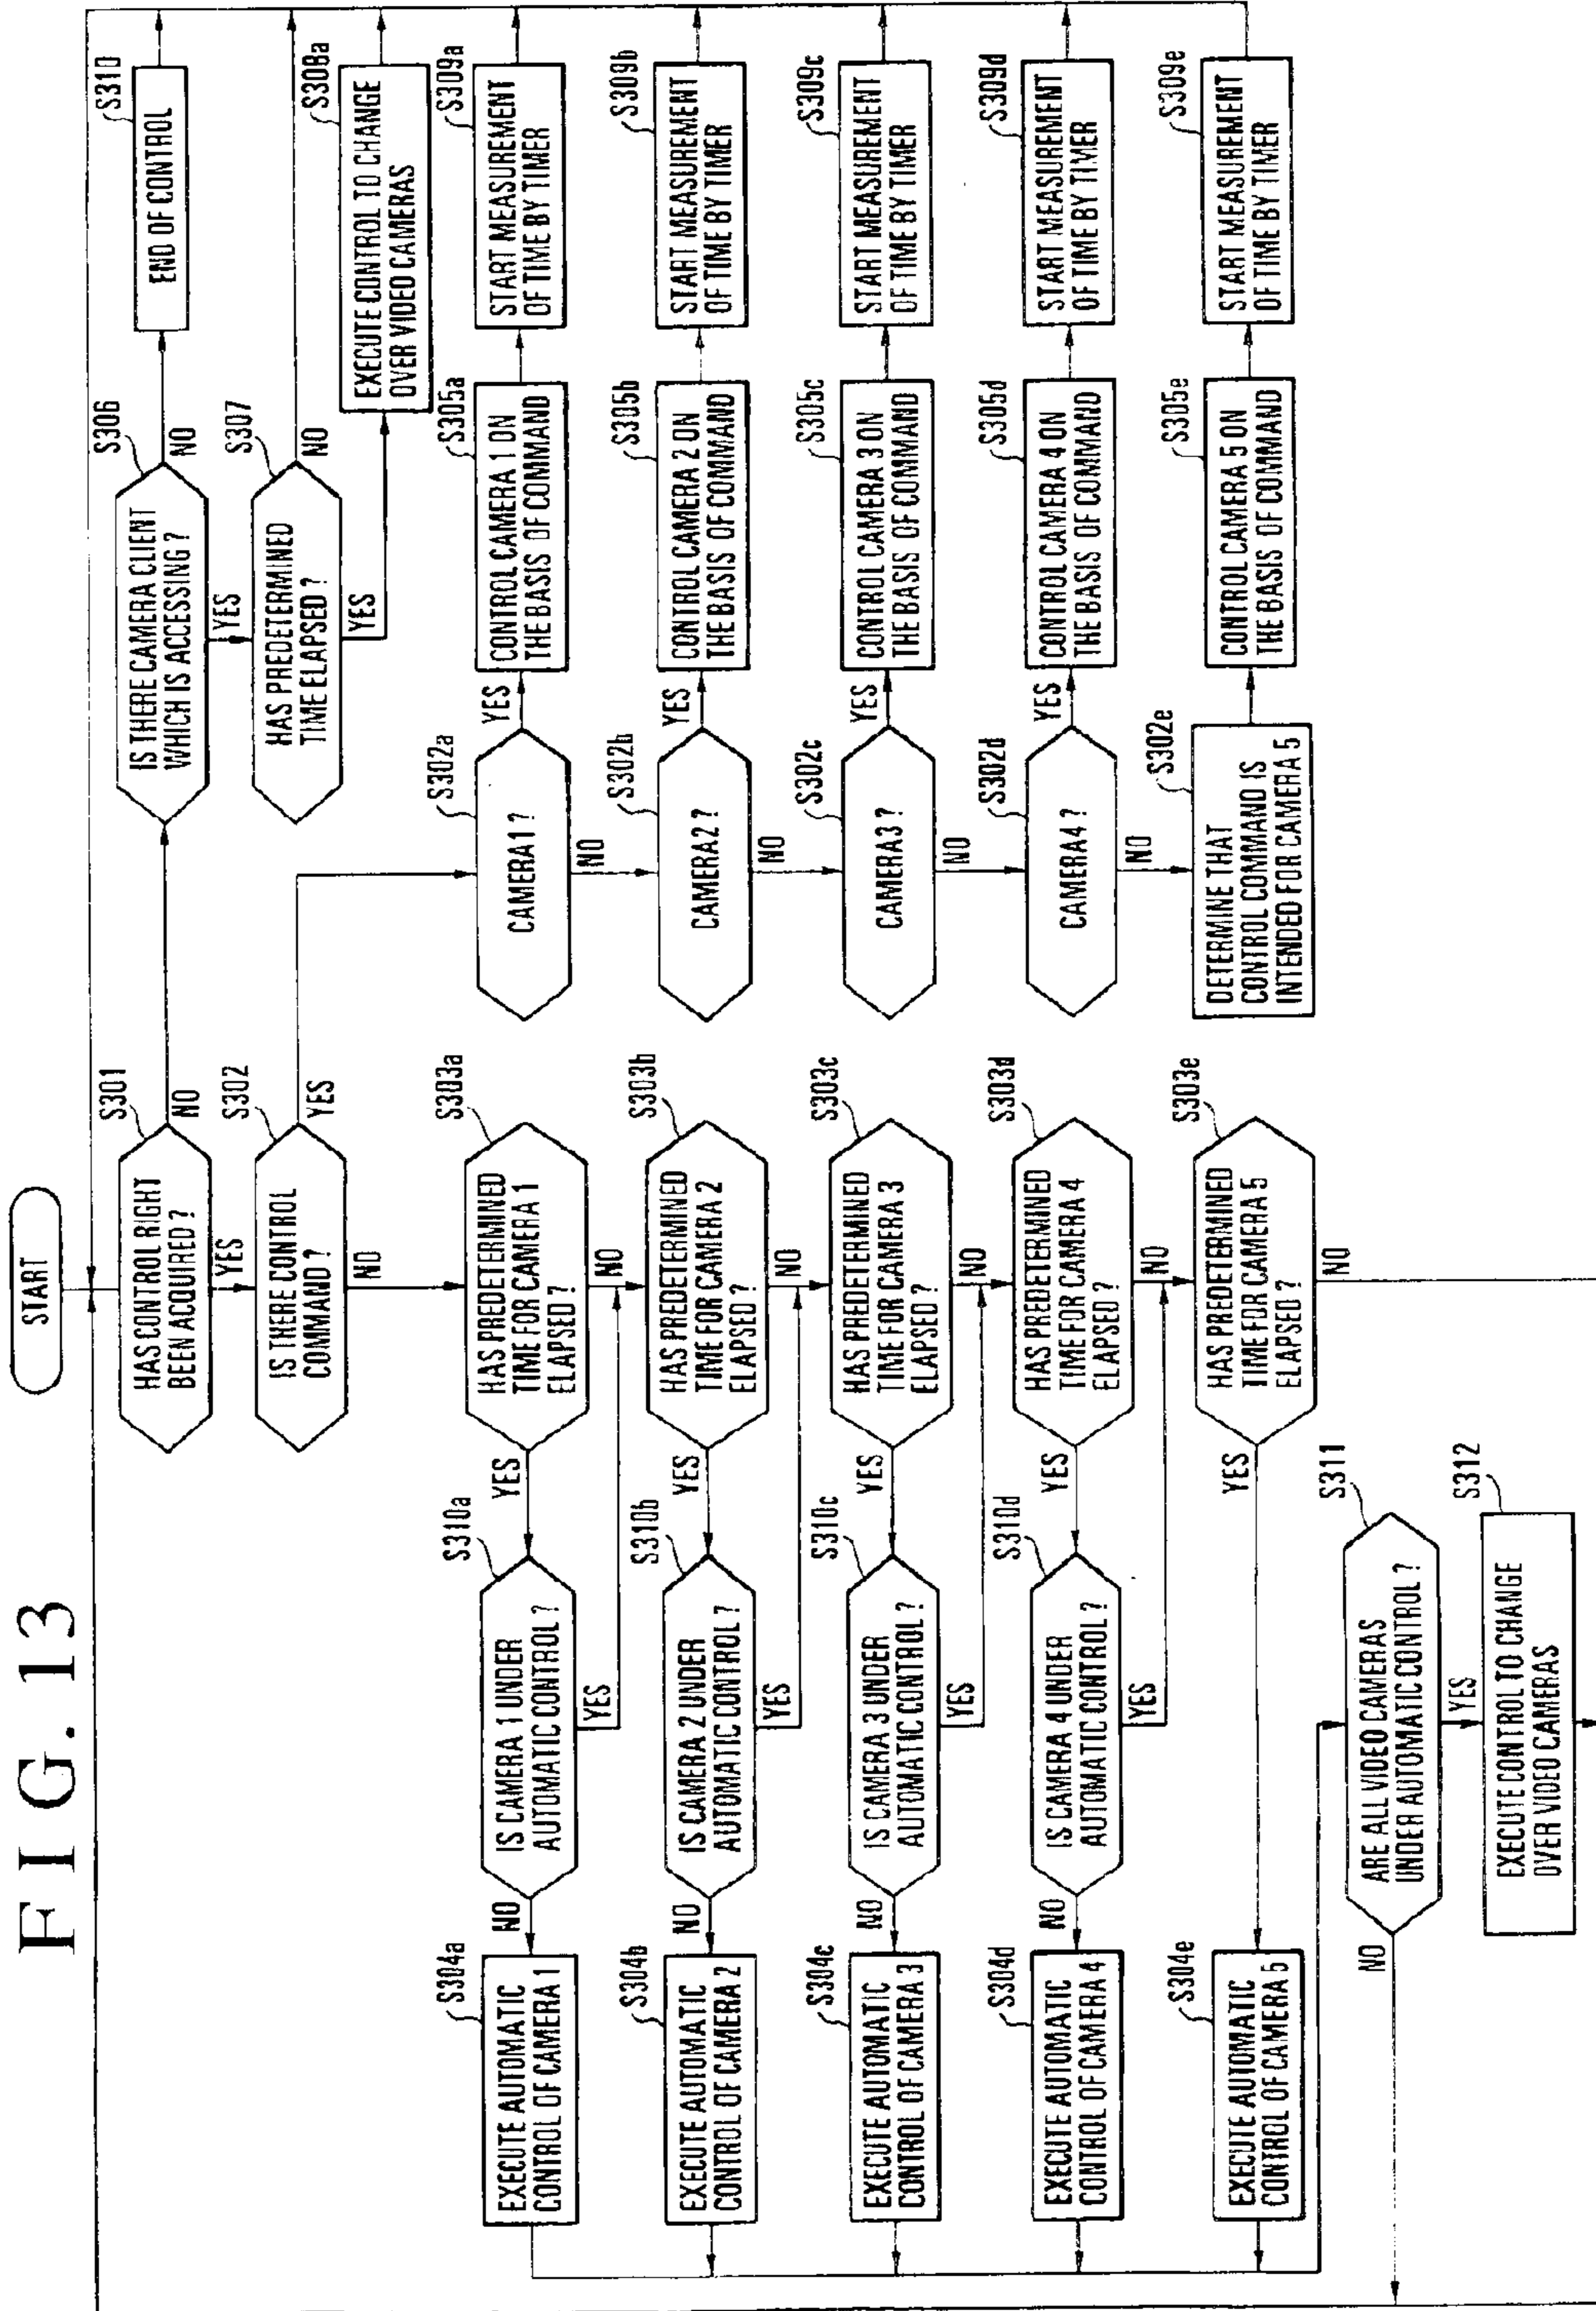 FIG. 13
START
S301
HAS CONTROL RIGHT
BEEN ACQUIRED ?
NO
YES
S306
IS THERE CAMERA CLIENT
WHICH IS ACCESSING ?
NO
YES
S310
END OF CONTROL
S302
IS THERE CONTROL
COMMAND ?
YES
NO
S307
HAS PREDETERMINED
TIME ELAPSED ?
NO
YES
S308a
EXECUTE CONTROL TO CHANGE
OVER VIDEO CAMERAS
S304a
EXECUTE AUTOMATIC
CONTROL OF CAMERA 1
NO
S310a
IS CAMERA 1 UNDER
AUTOMATIC CONTROL ?
YES
YES
S303a
HAS PREDETERMINED
TIME FOR CAMERA 1
ELAPSED ?
NO
S302a
CAMERA1 ?
YES
NO
S305a
CONTROL CAMERA 1 ON
THE BASIS OF COMMAND
S309a
START MEASUREMENT
OF TIME BY TIMER
S304b
EXECUTE AUTOMATIC
CONTROL OF CAMERA 2
NO
S310b
IS CAMERA 2 UNDER
AUTOMATIC CONTROL ?
YES
YES
S303b
HAS PREDETERMINED
TIME FOR CAMERA 2
ELAPSED ?
NO
S302b
CAMERA2 ?
YES
NO
S305b
CONTROL CAMERA 2 ON
THE BASIS OF COMMAND
S309b
START MEASUREMENT
OF TIME BY TIMER
S304c
EXECUTE AUTOMATIC
CONTROL OF CAMERA 3
NO
S310c
IS CAMERA 3 UNDER
AUTOMATIC CONTROL ?
YES
YES
S303c
HAS PREDETERMINED
TIME FOR CAMERA 3
ELAPSED ?
NO
S302c
CAMERA3 ?
YES
NO
S305c
CONTROL CAMERA 3 ON
THE BASIS OF COMMAND
S309c
START MEASUREMENT
OF TIME BY TIMER
S304d
EXECUTE AUTOMATIC
CONTROL OF CAMERA 4
NO
S310d
IS CAMERA 4 UNDER
AUTOMATIC CONTROL ?
YES
YES
S303d
HAS PREDETERMINED
TIME FOR CAMERA 4
ELAPSED ?
NO
S302d
CAMERA4 ?
YES
NO
S305d
CONTROL CAMERA 4 ON
THE BASIS OF COMMAND
S309d
START MEASUREMENT
OF TIME BY TIMER
S304e
EXECUTE AUTOMATIC
CONTROL OF CAMERA 5
YES
S303e
HAS PREDETERMINED
TIME FOR CAMERA 5
ELAPSED ?
NO
S302e
DETERMINE THAT
CONTROL COMMAND IS
INTENDED FOR CAMERA 5
S305e
CONTROL CAMERA 5 ON
THE BASIS OF COMMAND
S309e
START MEASUREMENT
OF TIME BY TIMER
S311
ARE ALL VIDEO CAMERAS
UNDER AUTOMATIC CONTROL ?
NO
YES
S312
EXECUTE CONTROL TO CHANGE
OVER VIDEO CAMERAS